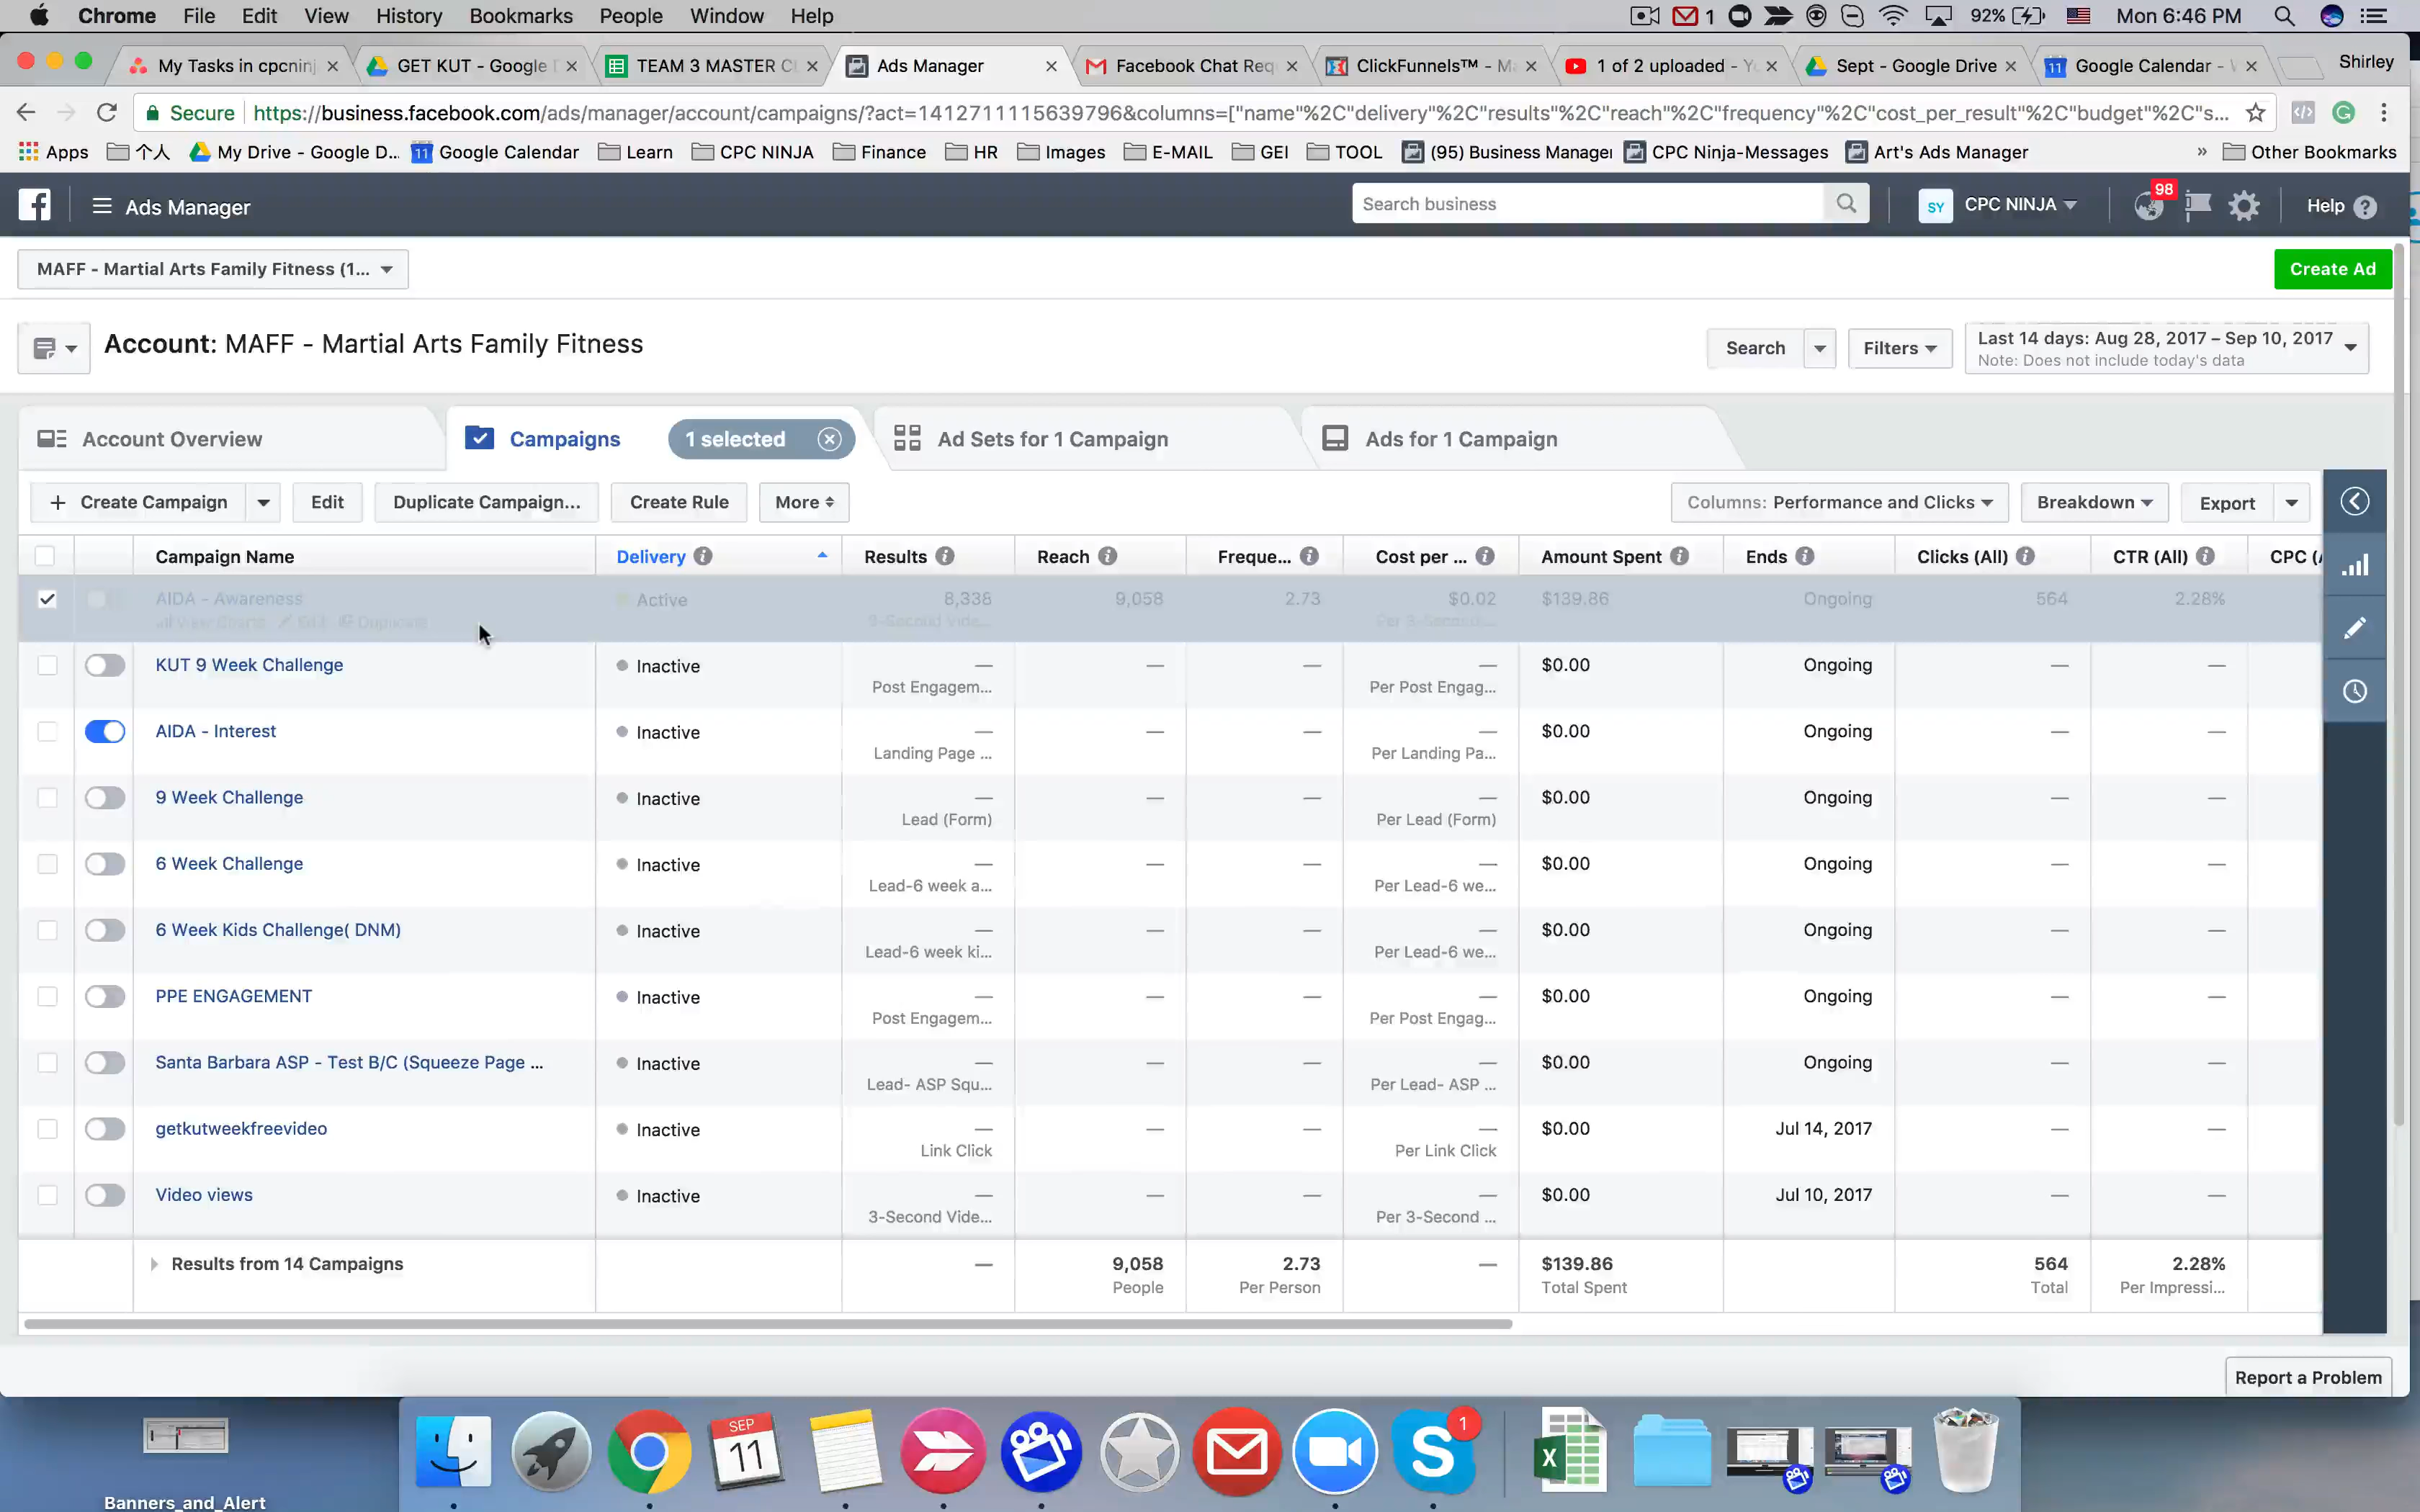 Chrome File Edit View History Bookmarks People Window Help 1 92% Mon 6:46 PM
My Tasks in cpcninj GET KUT - Google TEAM 3 MASTER C Ads Manager Facebook Chat Req ClickFunnels™ - M 1 of 2 uploaded - Y Sept - Google Drive 11 Google Calendar - Shirley
Secure https://business.facebook.com/ads/manager/account/campaigns/?act=1412711115639796&columns=["name"%2C"delivery"%2C"results"%2C"reach"%2C"frequency"%2C"cost_per_result"%2C"budget"%2C"s...
Apps 个人 My Drive - Google D... 11 Google Calendar Learn CPC NINJA Finance HR Images E-MAIL GEI TOOL (95) Business Manager CPC Ninja-Messages Art's Ads Manager » Other Bookmarks
Ads Manager Search business SY CPC NINJA 98 Help ?
MAFF - Martial Arts Family Fitness (1... Create Ad
Account: MAFF - Martial Arts Family Fitness Search Filters Last 14 days: Aug 28, 2017 – Sep 10, 2017
Note: Does not include today's data
Account Overview Campaigns 1 selected Ad Sets for 1 Campaign Ads for 1 Campaign
+ Create Campaign Edit Duplicate Campaign... Create Rule More Columns: Performance and Clicks Breakdown Export
Campaign Name Delivery Results Reach Freque... Cost per ... Amount Spent Ends Clicks (All) CTR (All) CPC (A
AIDA - Awareness Active 8,338 9,058 2.73 $0.02 $139.86 Ongoing 564 2.28%
View Charts Edit Duplicate 3-Second Vide... Per 3-Second ...
KUT 9 Week Challenge Inactive — — — — $0.00 Ongoing — —
Post Engagem... Per Post Engag...
AIDA - Interest Inactive — — — — $0.00 Ongoing — —
Landing Page ... Per Landing Pa...
9 Week Challenge Inactive — — — — $0.00 Ongoing — —
Lead (Form) Per Lead (Form)
6 Week Challenge Inactive — — — — $0.00 Ongoing — —
Lead-6 week a... Per Lead-6 we...
6 Week Kids Challenge( DNM) Inactive — — — — $0.00 Ongoing — —
Lead-6 week ki... Per Lead-6 we...
PPE ENGAGEMENT Inactive — — — — $0.00 Ongoing — —
Post Engagem... Per Post Engag...
Santa Barbara ASP - Test B/C (Squeeze Page ... Inactive — — — — $0.00 Ongoing — —
Lead- ASP Squ... Per Lead- ASP ...
getkutweekfreevideo Inactive — — — — $0.00 Jul 14, 2017 — —
Link Click Per Link Click
Video views Inactive — — — — $0.00 Jul 10, 2017 — —
3-Second Vide... Per 3-Second ...
Results from 14 Campaigns — 9,058 2.73 — $139.86 564 2.28%
People Per Person Total Spent Total Per Impressi...
Report a Problem
SEP
11
1
Banners_and_Alert